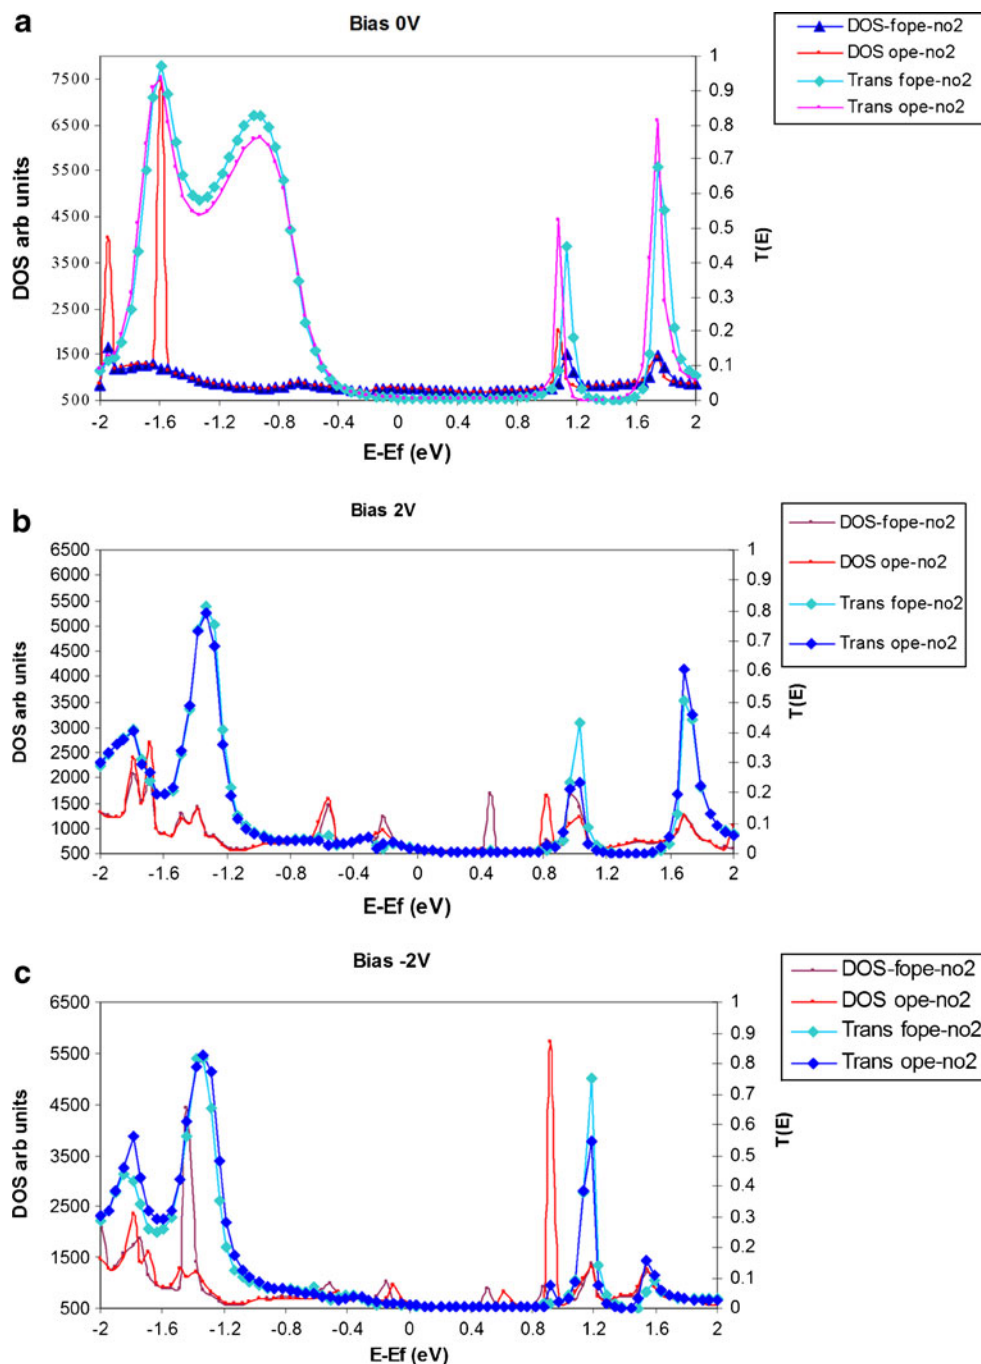 a
Bias 0V
DOS-fope-no2
DOS ope-no2
Trans fope-no2
Trans ope-no2
DOS arb units
7500
6500
5500
4500
3500
2500
1500
500
1
0.9
0.8
0.7
0.6
0.5
0.4
0.3
0.2
0.1
0
T(E)
-2 -1.6 -1.2 -0.8 -0.4 0 0.4 0.8 1.2 1.6 2
E-Ef (eV)
b
Bias 2V
DOS-fope-no2
DOS ope-no2
Trans fope-no2
Trans ope-no2
DOS arb units
6500
6000
5500
5000
4500
4000
3500
3000
2500
2000
1500
1000
500
1
0.9
0.8
0.7
0.6
0.5
0.4
0.3
0.2
0.1
0
T(E)
-2 -1.6 -1.2 -0.8 -0.4 0 0.4 0.8 1.2 1.6 2
E-Ef (eV)
c
Bias -2V
DOS-fope-no2
DOS ope-no2
Trans fope-no2
Trans ope-no2
DOS arb units
6500
5500
4500
3500
2500
1500
500
1
0.9
0.8
0.7
0.6
0.5
0.4
0.3
0.2
0.1
0
T(E)
-2 -1.6 -1.2 -0.8 -0.4 0 0.4 0.8 1.2 1.6 2
E-Ef (eV)